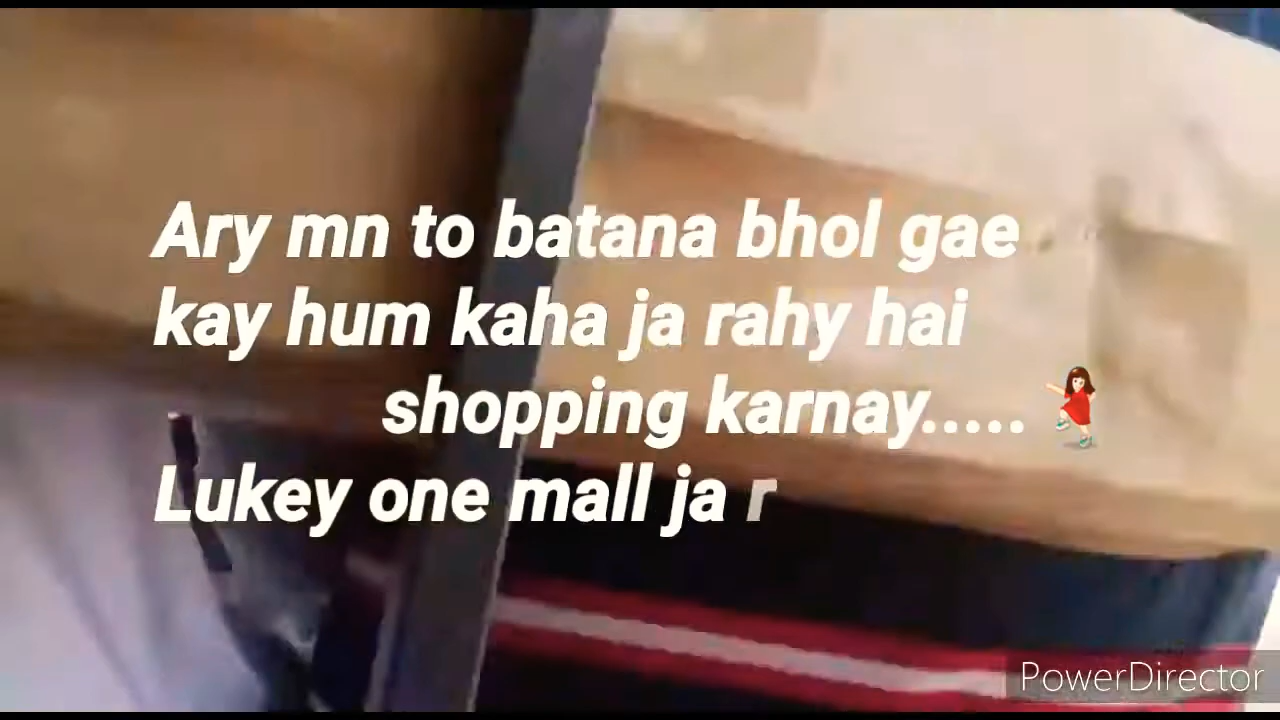 Ary mn to batana bhol gae
kay hum kaha ja rahy hai
shopping karnay.....
Lukey one mall ja r
PowerDirector